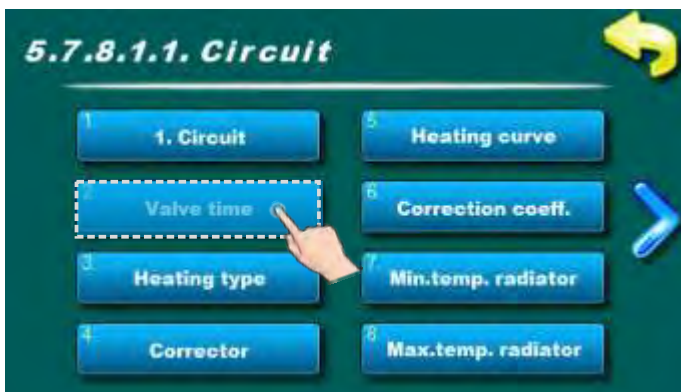 5.7.8.1.1. Circuit
1 1. Circuit
2 Valve time
3 Heating type
4 Corrector
5 Heating curve
6 Correction coeff.
7 Min.temp. radiator
8 Max.temp. radiator